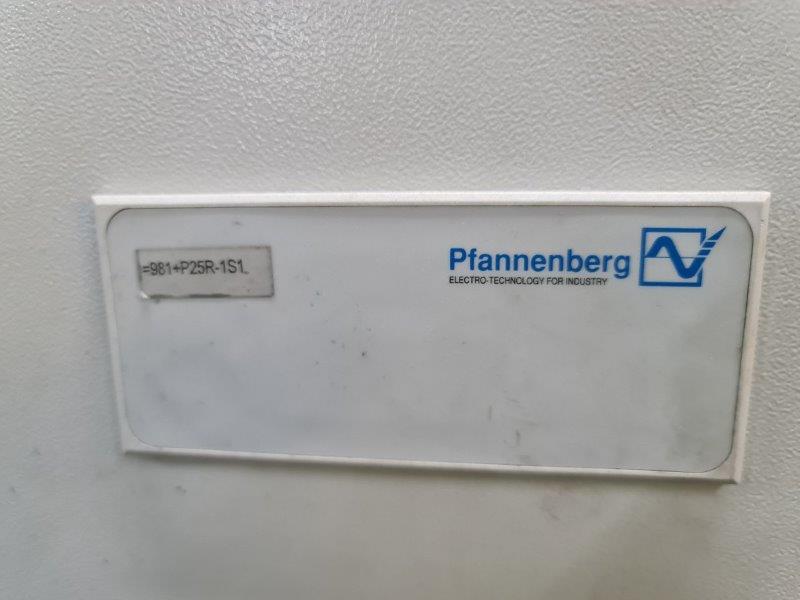 =981+P25R-1S1
Pfannenberg
ELECTRO-TECHNOLOGY FOR INDUSTRY